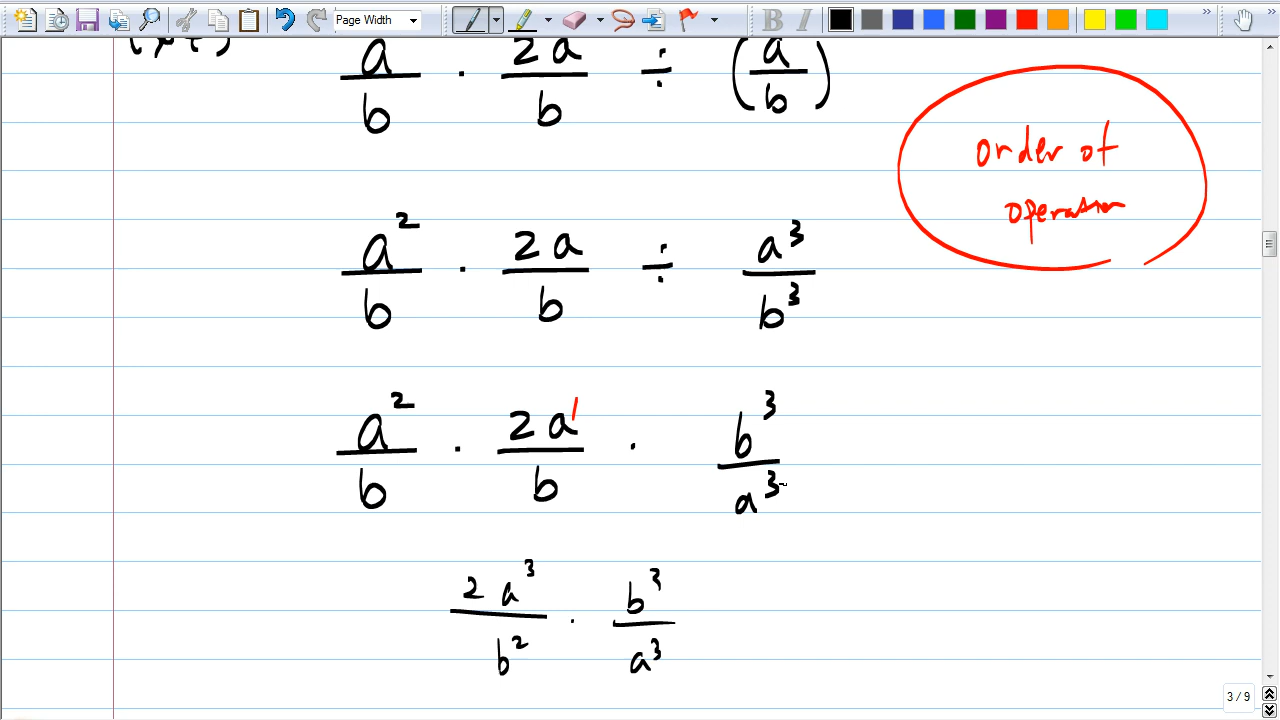 Page Width
B I U
a/b · 2a/b ÷ (a/b)
order of
operation
a²/b · 2a/b ÷ a³/b³
a²/b · 2a¹/b · b³/a³
2a³/b² · b³/a³
3 / 9